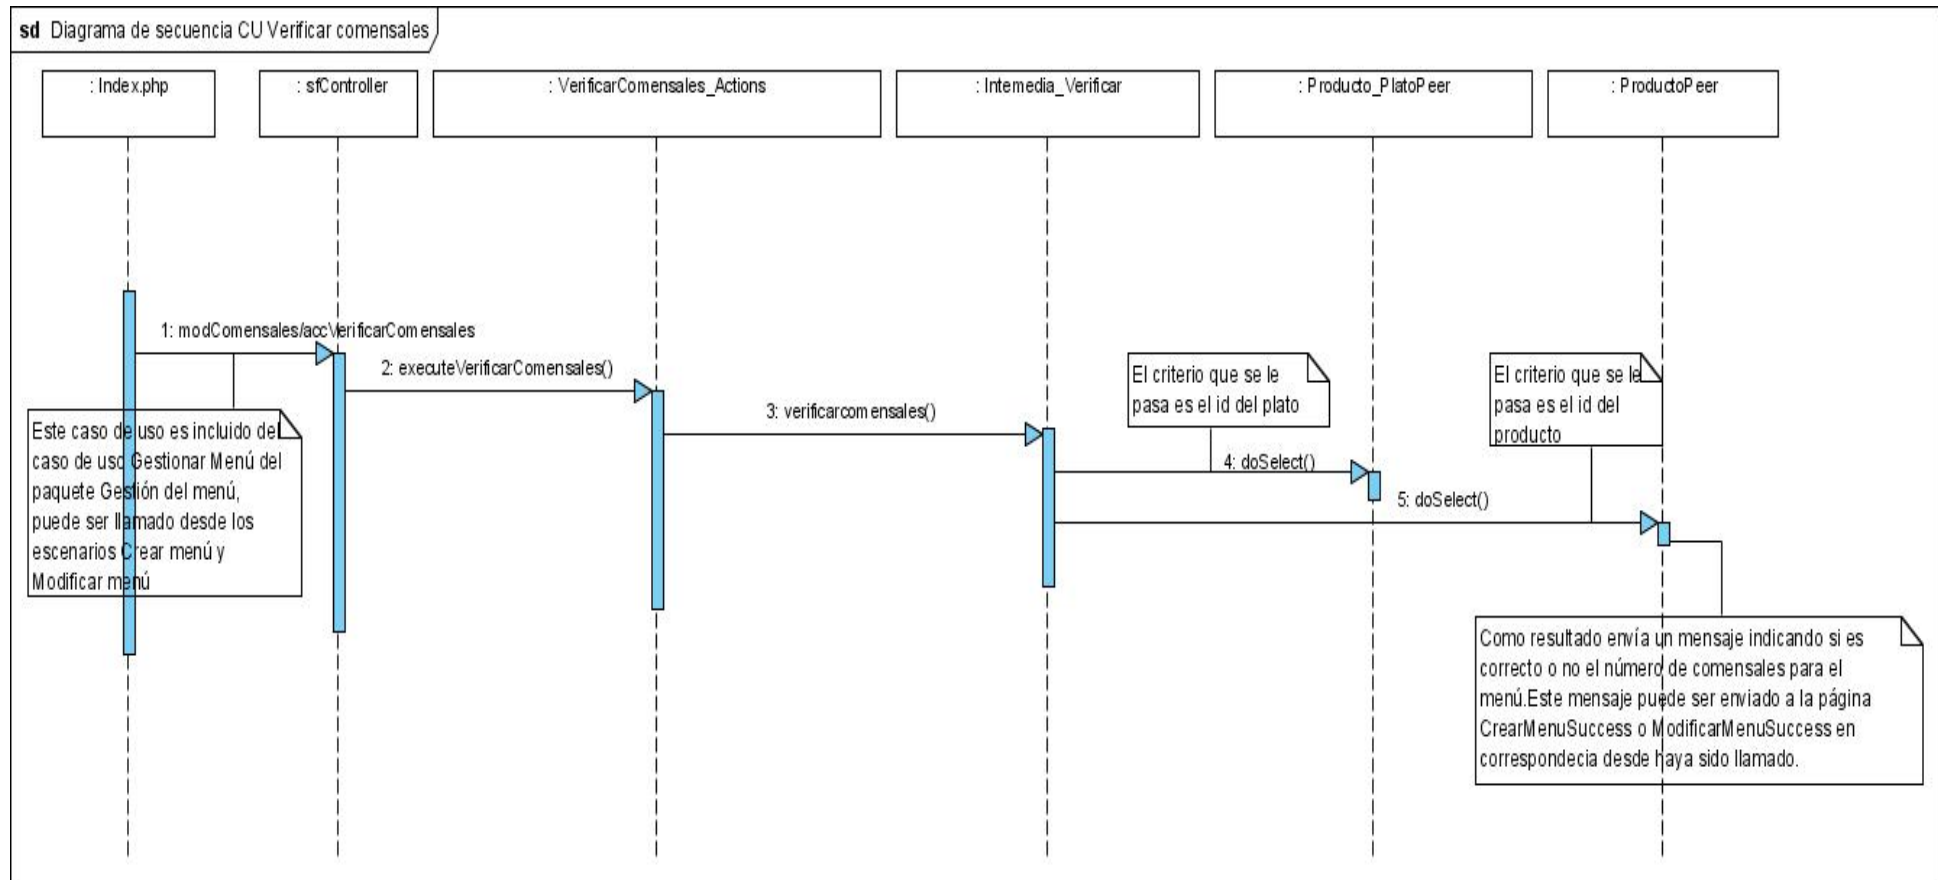 sd Diagrama de secuencia CU Verificar comensales
: Index.php
: sfController
: VerificarComensales_Actions
: Intemedia_Verificar
: Producto_PlatoPeer
: ProductoPeer
1: modComensales/accVerificarComensales
2: executeVerificarComensales()
3: verificarcomensales()
El criterio que se le
pasa es el id del plato
El criterio que se le
pasa es el id del
producto
4: doSelect()
5: doSelect()
Este caso de uso es incluido del
caso de uso Gestionar Menú del
paquete Gestión del menú,
puede ser llamado desde los
escenarios Crear menú y
Modificar menú
Como resultado envía un mensaje indicando si es
correcto o no el número de comensales para el
menú.Este mensaje puede ser enviado a la página
CrearMenuSuccess o ModificarMenuSuccess en
correspondecia desde haya sido llamado.